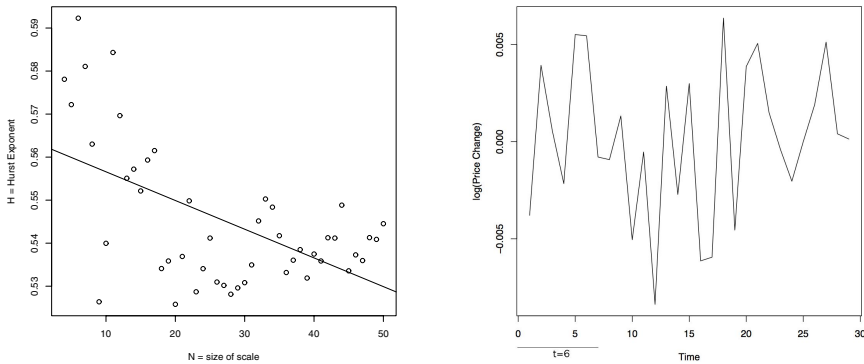 0.59
0.58
0.57
0.56
0.55
0.54
0.53
H = Hurst Exponent
10 20 30 40 50
N = size of scale
0.005
0.000
−0.005
log(Price Change)
0 5 10 15 20 25 30
t=6
Time